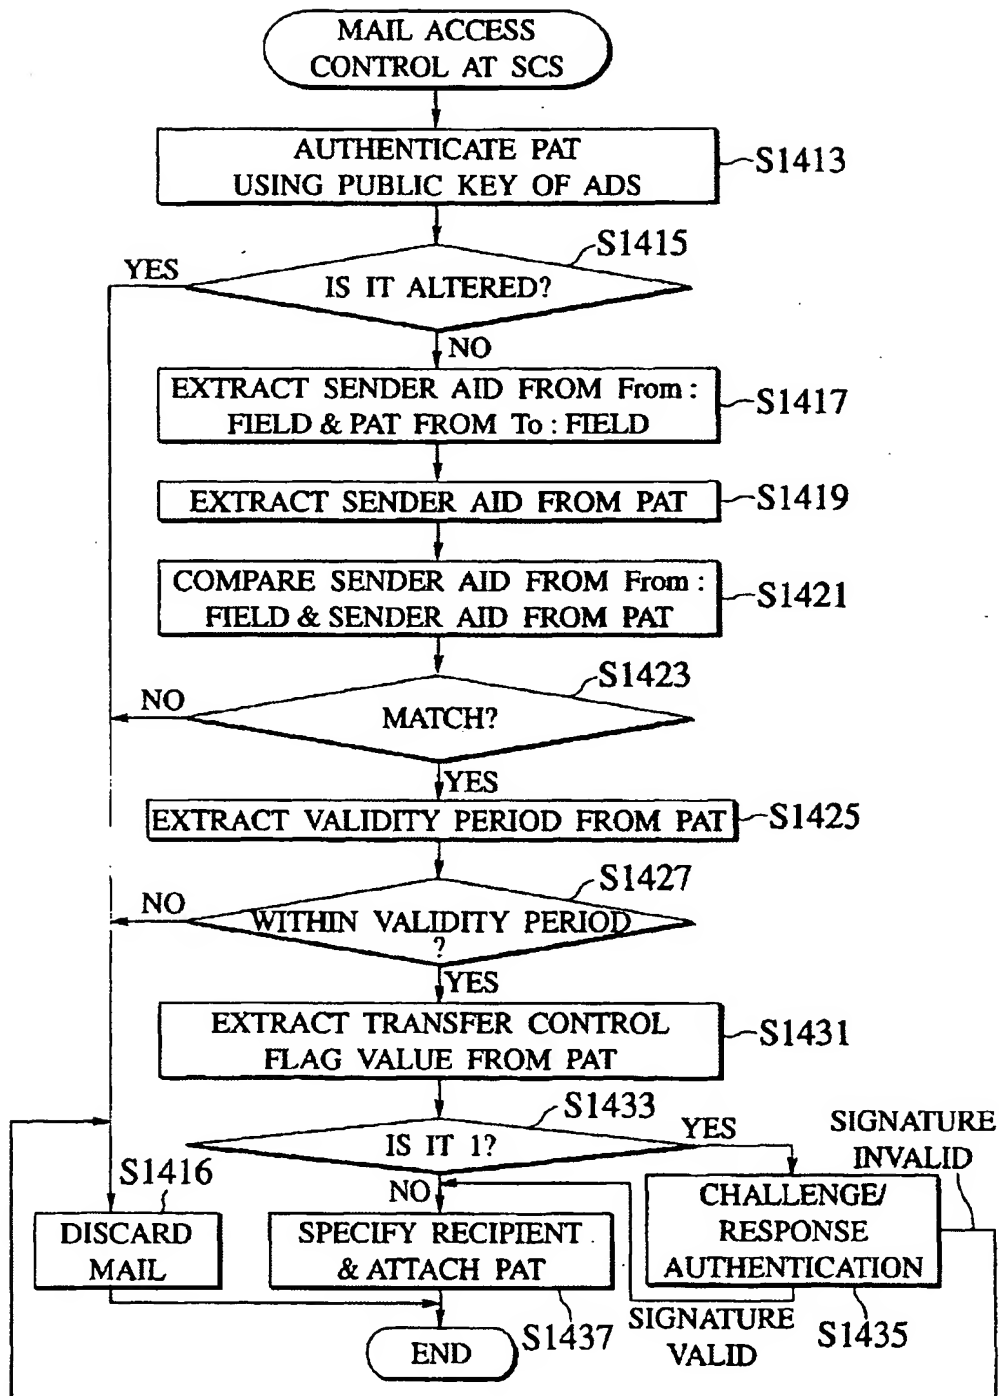 MAIL ACCESS
CONTROL AT SCS
AUTHENTICATE PAT
USING PUBLIC KEY OF ADS
S1413
S1415
YES
IS IT ALTERED?
NO
EXTRACT SENDER AID FROM From :
FIELD & PAT FROM To : FIELD
S1417
EXTRACT SENDER AID FROM PAT
S1419
COMPARE SENDER AID FROM From :
FIELD & SENDER AID FROM PAT
S1421
S1423
NO
MATCH?
YES
EXTRACT VALIDITY PERIOD FROM PAT
S1425
S1427
NO
WITHIN VALIDITY PERIOD
?
YES
EXTRACT TRANSFER CONTROL
FLAG VALUE FROM PAT
S1431
S1433
IS IT 1?
YES
SIGNATURE
INVALID
S1416
NO
DISCARD
MAIL
SPECIFY RECIPIENT
& ATTACH PAT
CHALLENGE/
RESPONSE
AUTHENTICATION
SIGNATURE
VALID
S1435
S1437
END